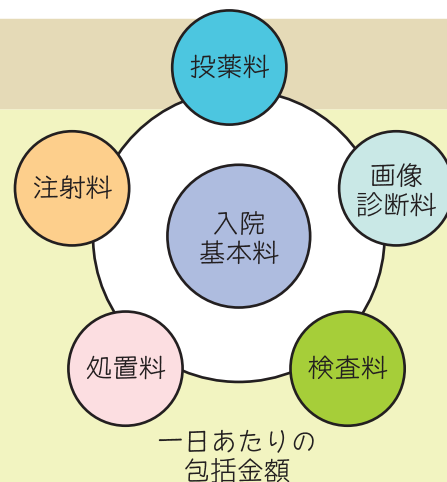 投薬料
注射料
画像
診断料
入院
基本料
処置料
検査料
一日あたりの
包括金額